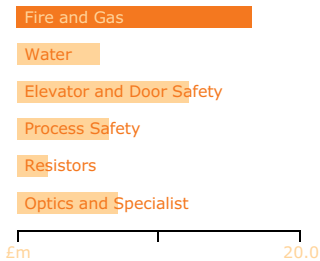 Fire and Gas
Water
Elevator and Door Safety
Process Safety
Resistors
Optics and Specialist
£m 20.0